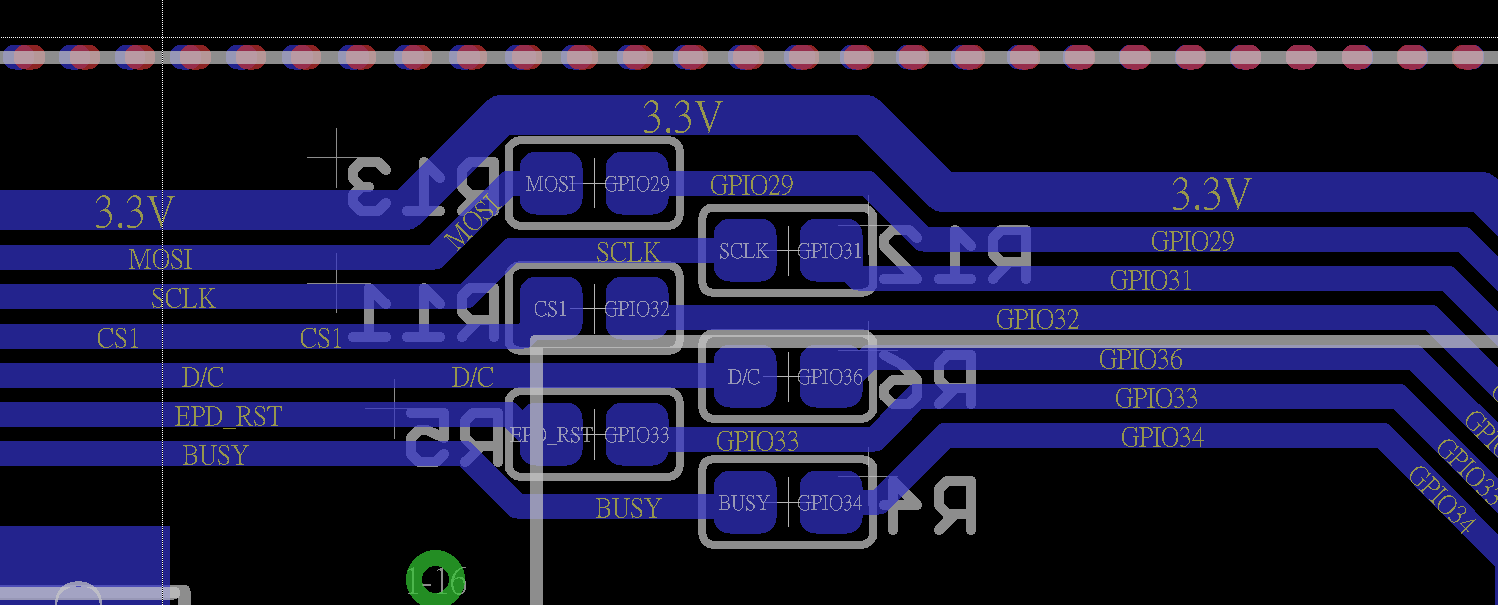 3.3V
R13 MOSI GPIO29 GPIO29
3.3V 3.3V
MOSI MOSI
SCLK SCLK SCLK GPIO31 R12 GPIO29
GPIO31
R11 CS1 GPIO32 GPIO32
CS1 CS1
D/C D/C D/C GPIO36 R6 GPIO36
GPIO33
EPD_RST R5 EPD_RST GPIO33 GPIO33 GPIO34
BUSY GPIO33
BUSY BUSY GPIO34 R4 GPIO34
1-16